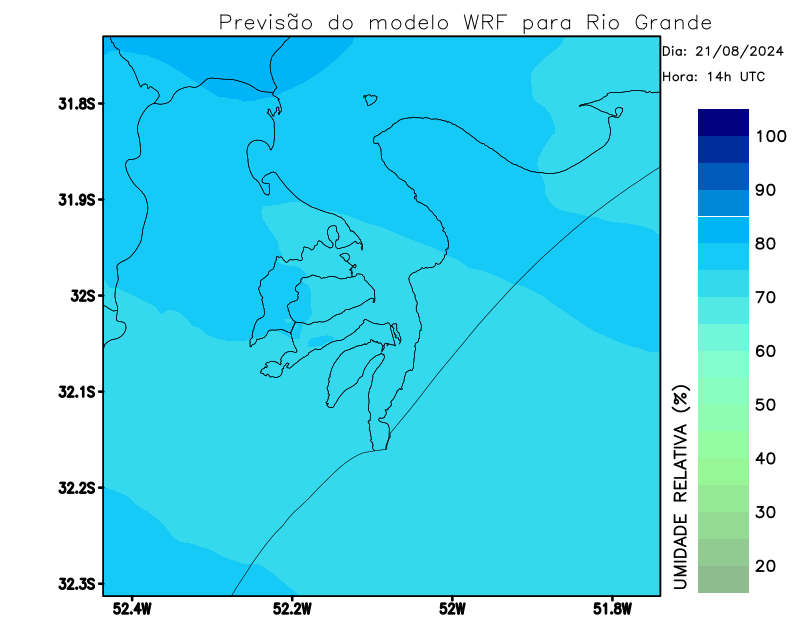 Previsão do modelo WRF para Rio Grande
Dia: 21/08/2024
Hora: 14h UTC
31.8S
31.9S
32S
32.1S
32.2S
32.3S
52.4W
52.2W
52W
51.8W
100
90
80
70
60
50
40
30
20
UMIDADE RELATIVA (%)